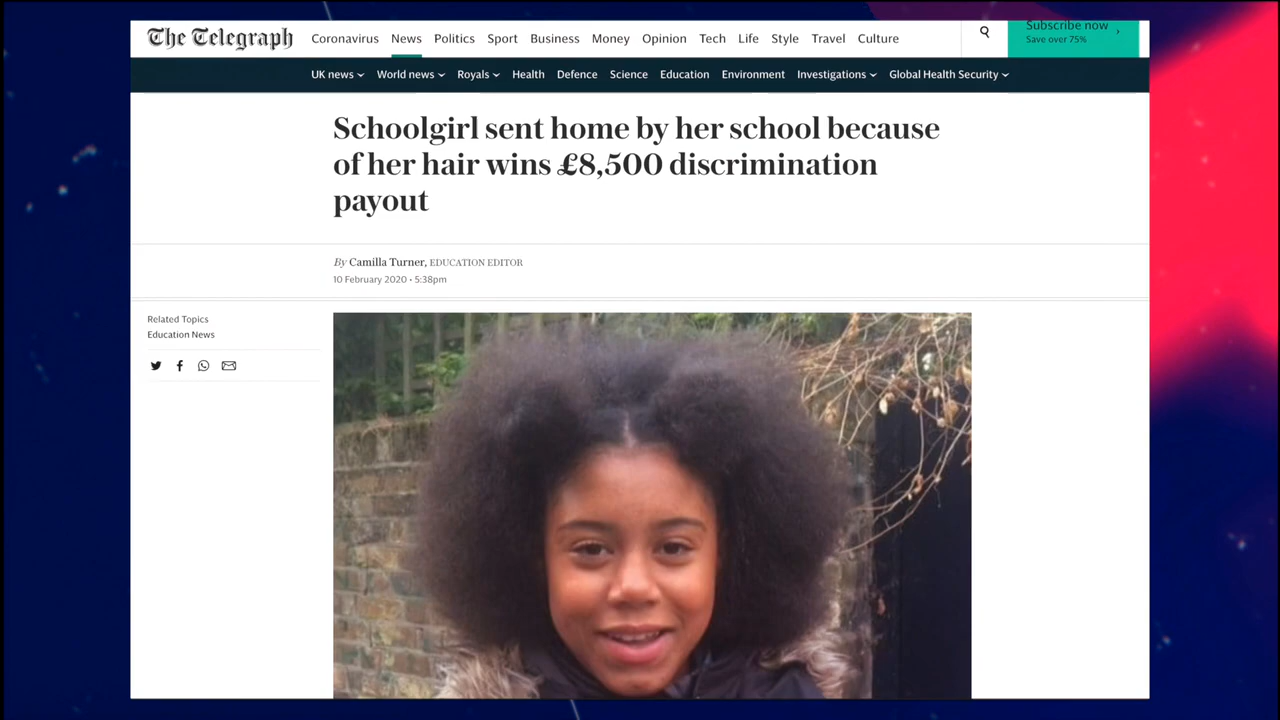 The Telegraph
Coronavirus News Politics Sport Business Money Opinion Tech Life Style Travel Culture
Subscribe now
Save over 75%
UK news World news Royals Health Defence Science Education Environment Investigations Global Health Security
Schoolgirl sent home by her school because
of her hair wins £8,500 discrimination
payout
By Camilla Turner, EDUCATION EDITOR
10 February 2020 • 5:38pm
Related Topics
Education News